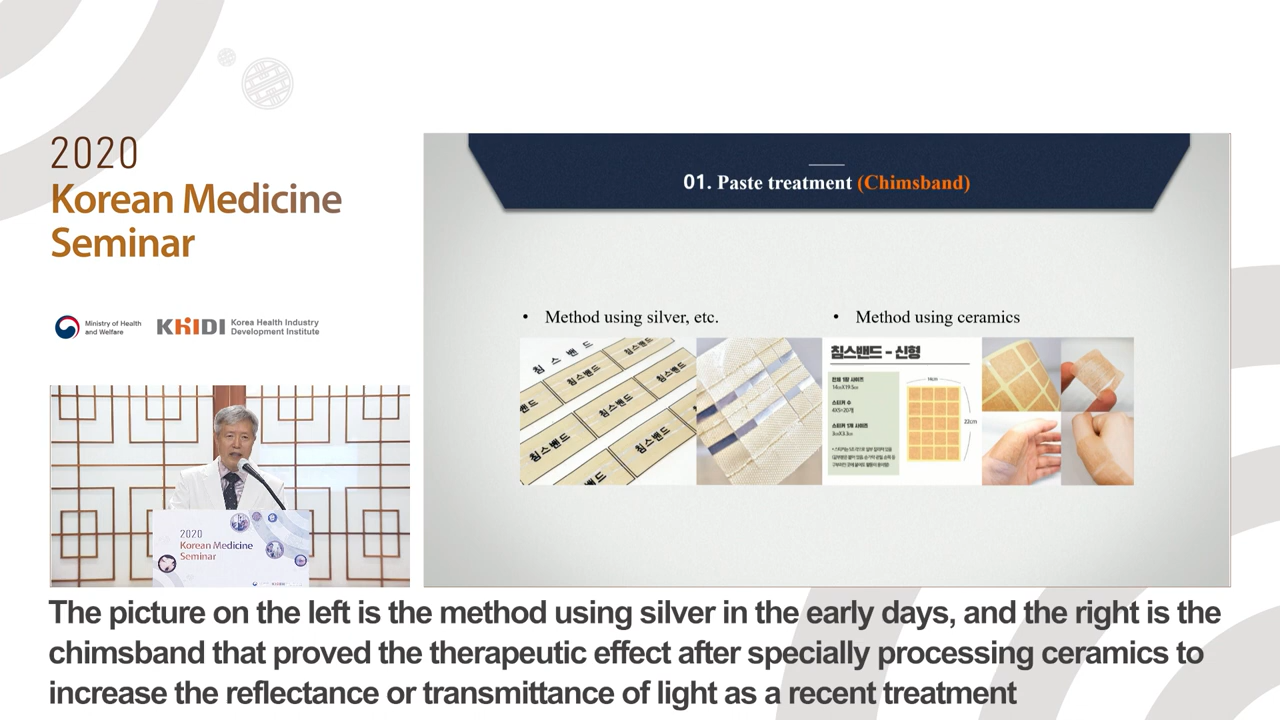 2020
Korean Medicine
Seminar
Ministry of Health
and Welfare
KHIDI
Korea Health Industry
Development Institute
2020
Korean Medicine
Seminar
01. Paste treatment (Chimsband)
• Method using silver, etc.
• Method using ceramics
침스밴드
침스밴드
침스밴드
침스밴드
침스밴드
침스밴드
침스밴드
침스밴드 - 신형
22cm
The picture on the left is the method using silver in the early days, and the right is the
chimsband that proved the therapeutic effect after specially processing ceramics to
increase the reflectance or transmittance of light as a recent treatment